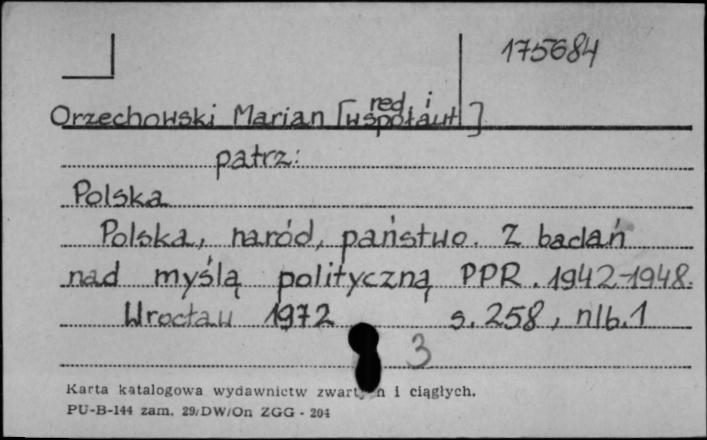 175684
Orzechowski Marian [red. i współaut]
patrz:
Polska
Polska, naród, państwo. Z badań
nad myślą polityczną PPR. 1942-1948.
Wrocław 1972 s. 258, nlb. 1
3
Karta katalogowa wydawnictw i ciągłych.
PU-B-144 zam. 29/DW/On ZGG - 204